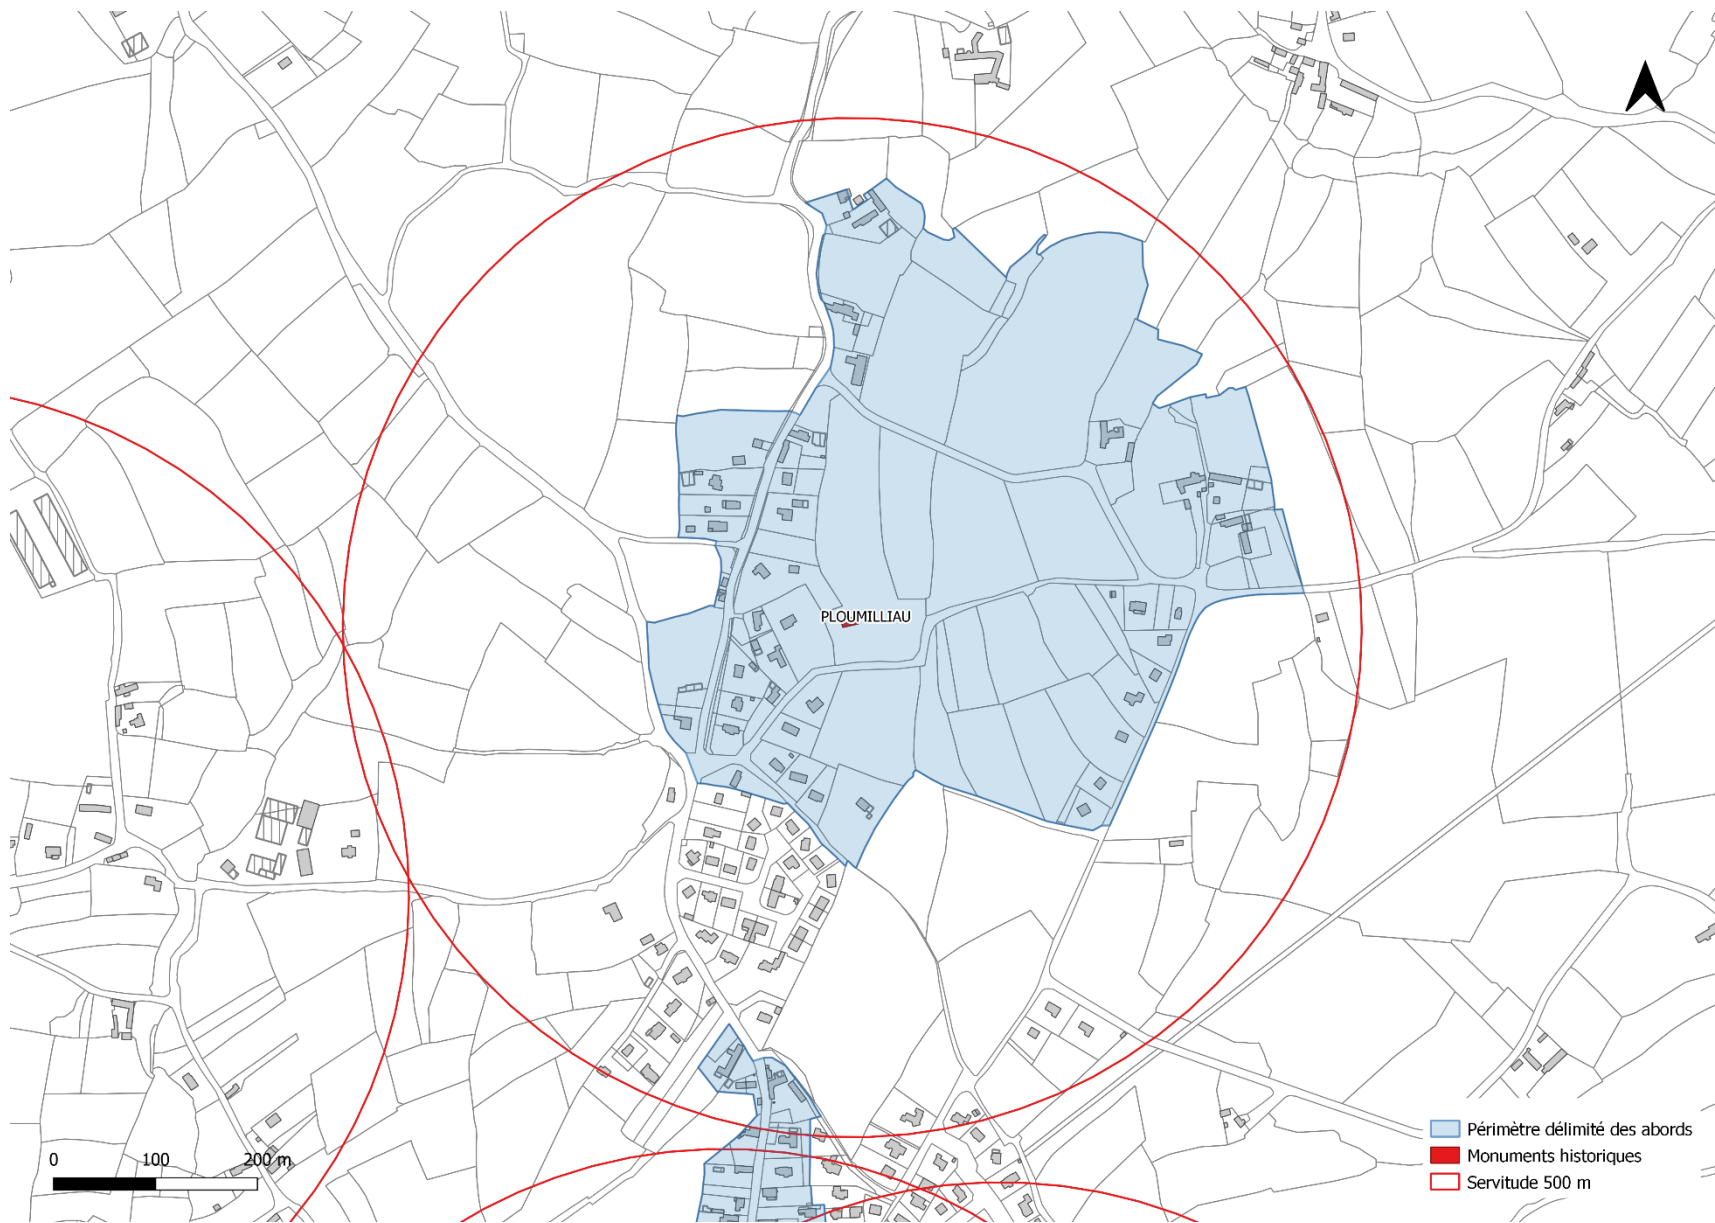 PLOUMILLIAU
0 100 200 m
Périmètre délimité des abords
Monuments historiques
Servitude 500 m